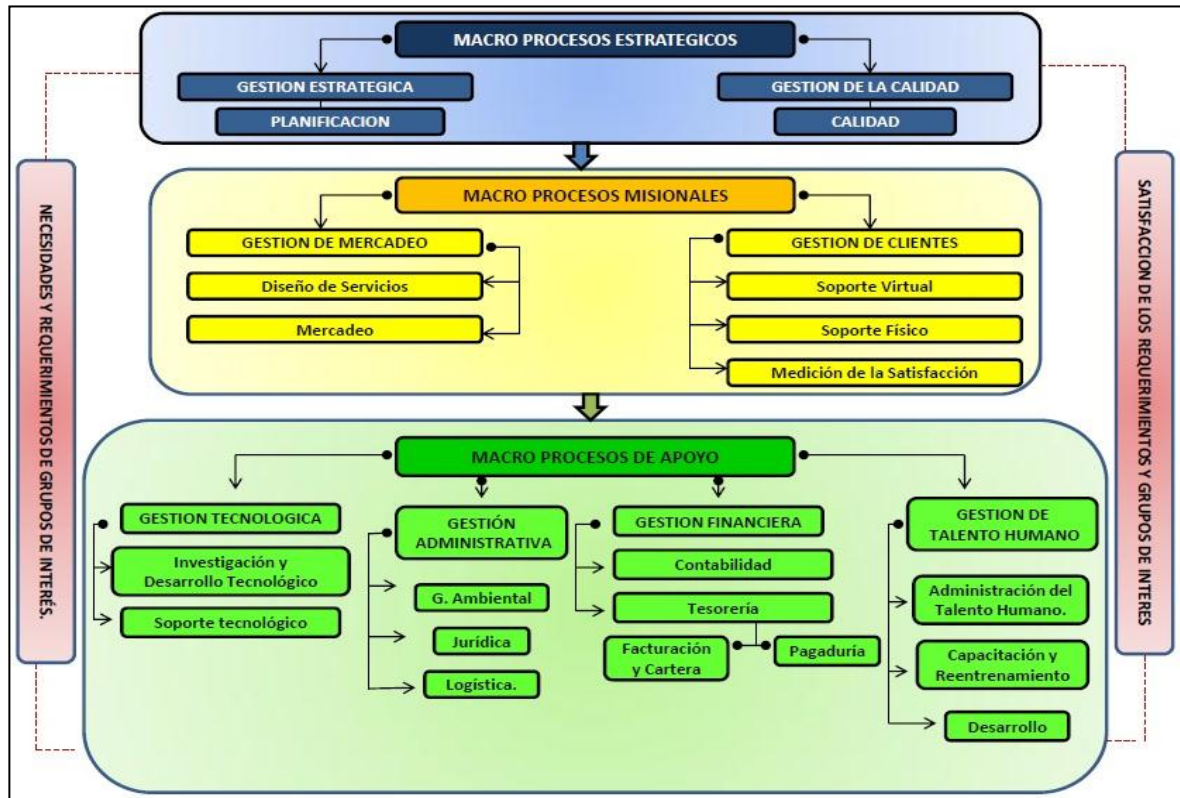 MACRO PROCESOS ESTRATEGICOS
GESTION ESTRATEGICA
PLANIFICACION
GESTION DE LA CALIDAD
CALIDAD
NECESIDADES Y REQUERIMIENTOS DE GRUPOS DE INTERÉS.
MACRO PROCESOS MISIONALES
GESTION DE MERCADEO
Diseño de Servicios
Mercadeo
GESTION DE CLIENTES
Soporte Virtual
Soporte Físico
Medición de la Satisfacción
SATISFACCION DE LOS REQUERIMIENTOS Y GRUPOS DE INTERES
MACRO PROCESOS DE APOYO
GESTION TECNOLOGICA
Investigación y
Desarrollo Tecnológico
Soporte tecnológico
GESTIÓN
ADMINISTRATIVA
G. Ambiental
Jurídica
Logística.
GESTION FINANCIERA
Contabilidad
Tesorería
Facturación
y Cartera
Pagaduría
GESTION DE
TALENTO HUMANO
Administración del
Talento Humano.
Capacitación y
Reentrenamiento
Desarrollo